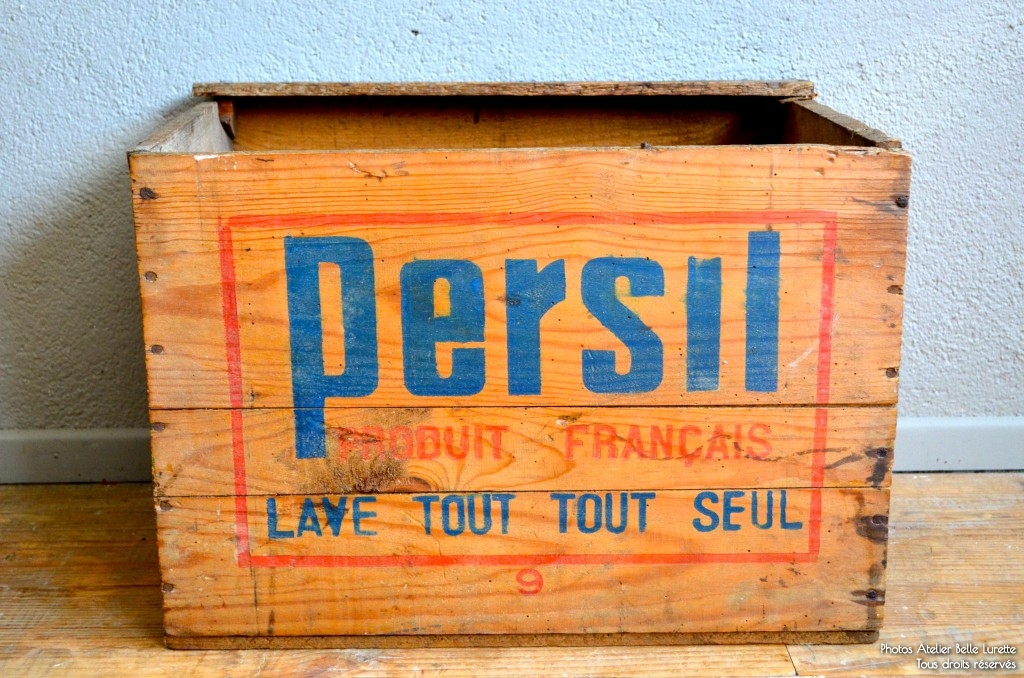 persil
PRODUIT FRANÇAIS
LAVE TOUT TOUT SEUL
9
Photos Atelier Belle Lurette
Tous droits réservés